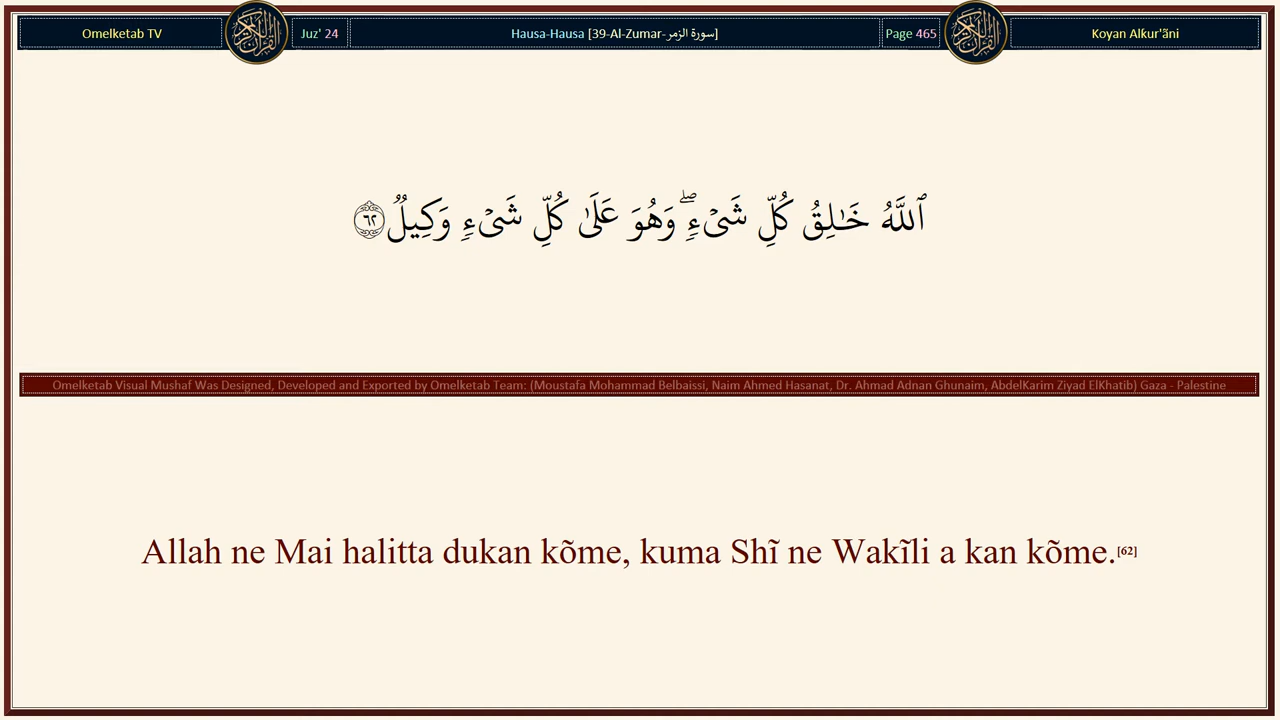 Omelketab TV
Juz' 24
Hausa-Hausa [39-Al-Zumar-سورة الزمر]
Page 465
Koyan Alƙur'ãni
ٱللَّهُ خَـٰلِقُ كُلِّ شَىْءٍۢ ۖ وَهُوَ عَلَىٰ كُلِّ شَىْءٍۢ وَكِيلٌۭ ٦٢
Omelketab Visual Mushaf Was Designed, Developed and Exported by Omelketab Team: (Moustafa Mohammad Belbaissi, Naim Ahmed Hasanat, Dr. Ahmad Adnan Ghunaim, AbdelKarim Ziyad ElKhatib) Gaza - Palestine
Allah ne Mai halitta dukan kõme, kuma Shĩ ne Wakĩli a kan kõme.[62]